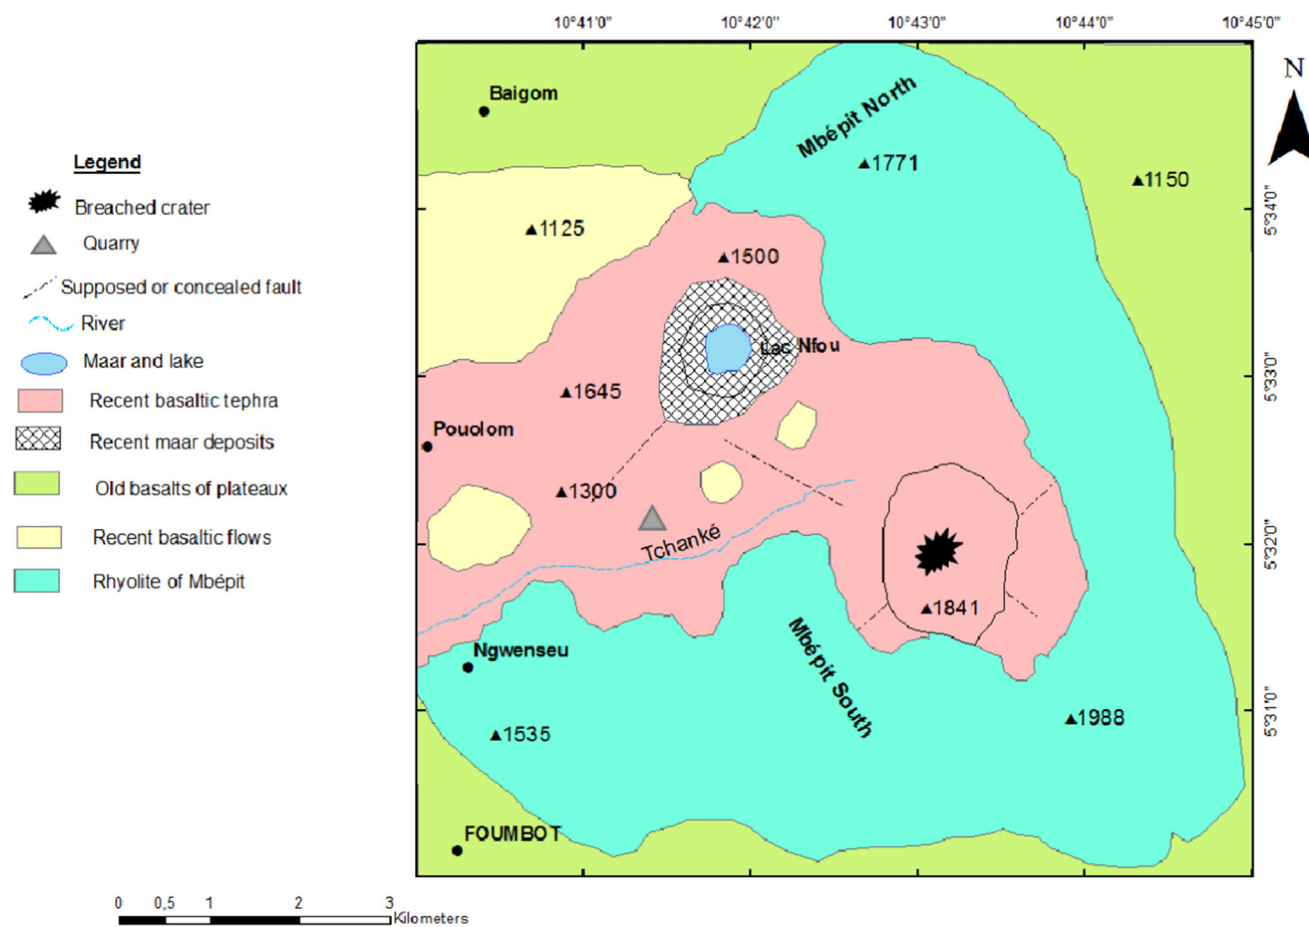 10°41'0" 10°42'0" 10°43'0" 10°44'0" 10°45'0"
N
Baigom
Mbépit North
1771
1150
Legend
Breached crater
Quarry
Supposed or concealed fault
River
Maar and lake
Recent basaltic tephra
Recent maar deposits
Old basalts of plateaux
Recent basaltic flows
Rhyolite of Mbépit
5°34'0"
1125
1500
Lac Nfou
5°33'0"
1645
Pouolom
1300
Tchanké
5°32'0"
1841
Ngwenseu
Mbépit South
1988
5°31'0"
1535
FOUMBOT
0 0,5 1 2 3
Kilometers